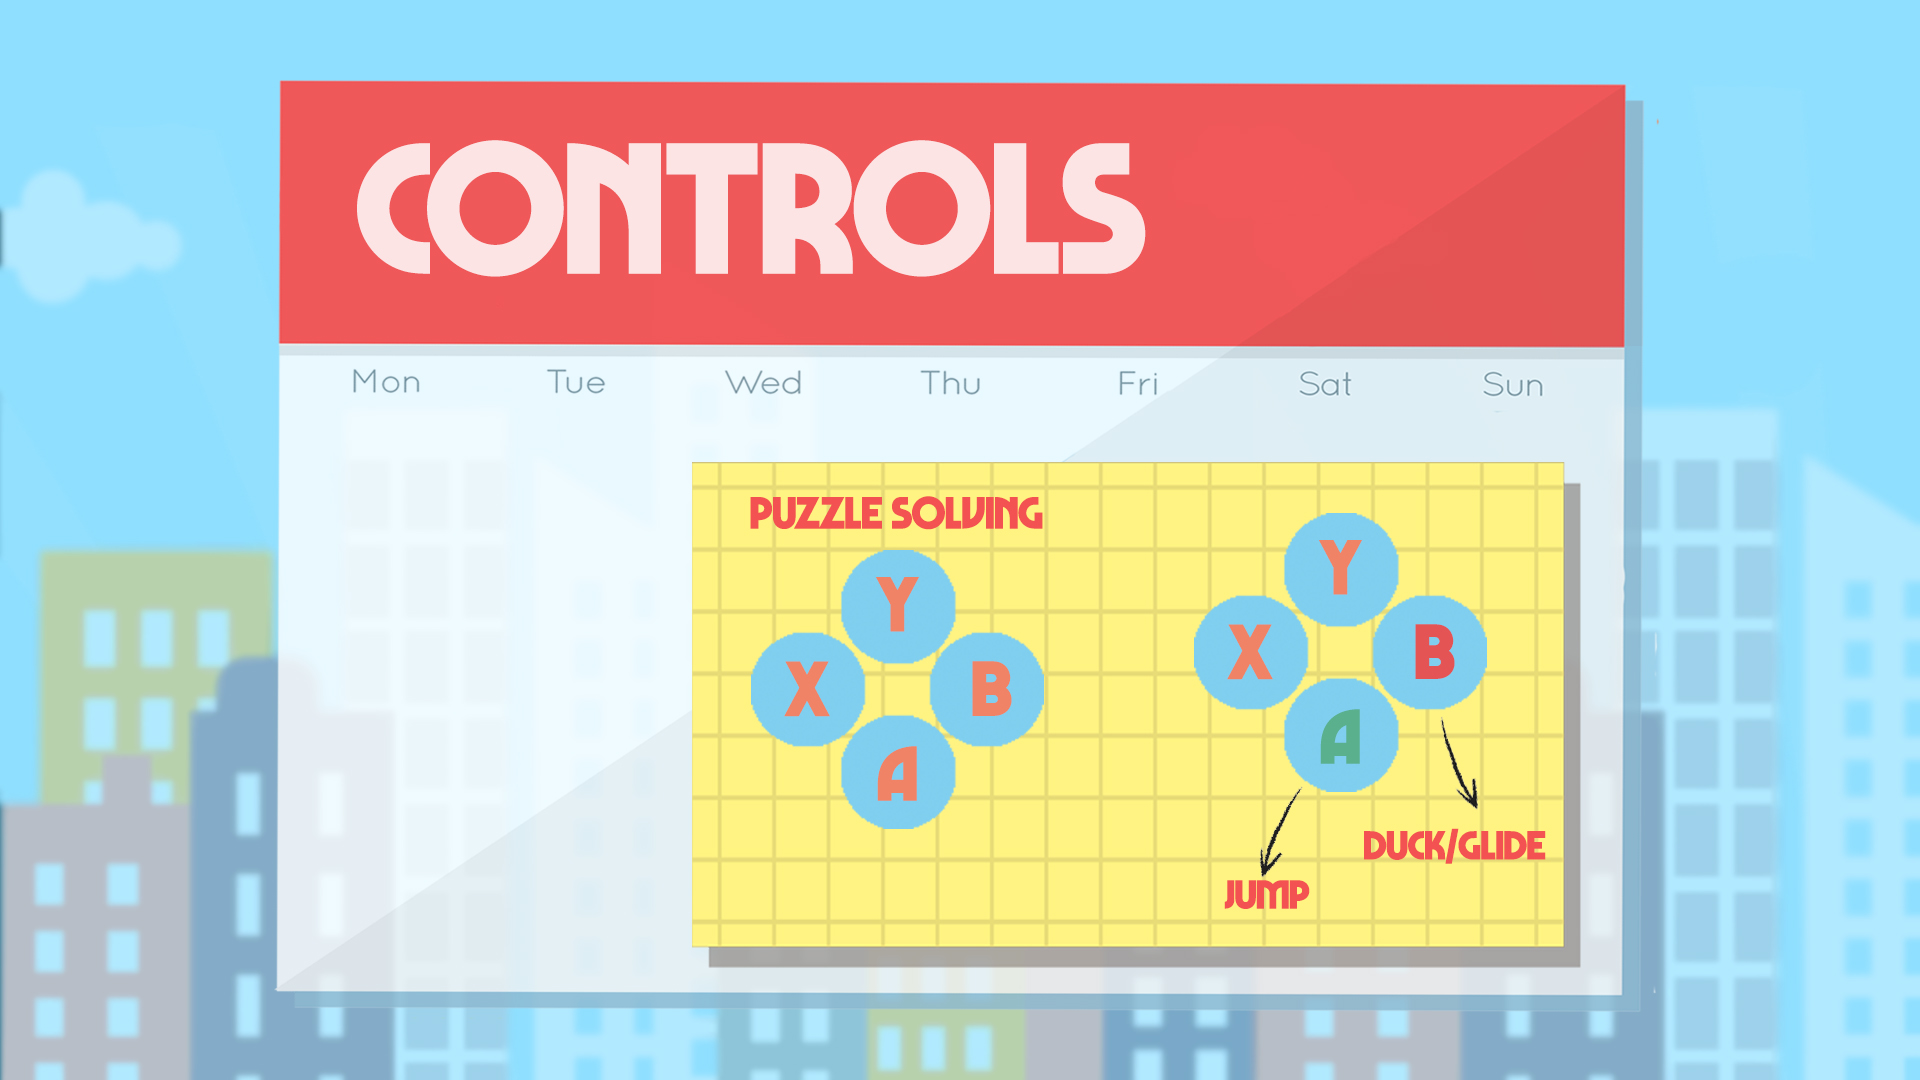 CONTROLS
Mon Tue Wed Thu Fri Sat Sun
PUZZLE SOLVING
Y
X B
A
Y
X B
A
DUCK/GLIDE
JUMP